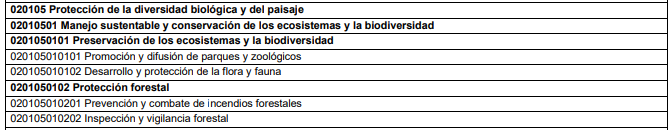 020105 Protección de la diversidad biológica y del paisaje
02010501 Manejo sustentable y conservación de los ecosistemas y la biodiversidad
0201050101 Preservación de los ecosistemas y la biodiversidad
020105010101 Promoción y difusión de parques y zoológicos
020105010102 Desarrollo y protección de la flora y fauna
0201050102 Protección forestal
020105010201 Prevención y combate de incendios forestales
020105010202 Inspección y vigilancia forestal